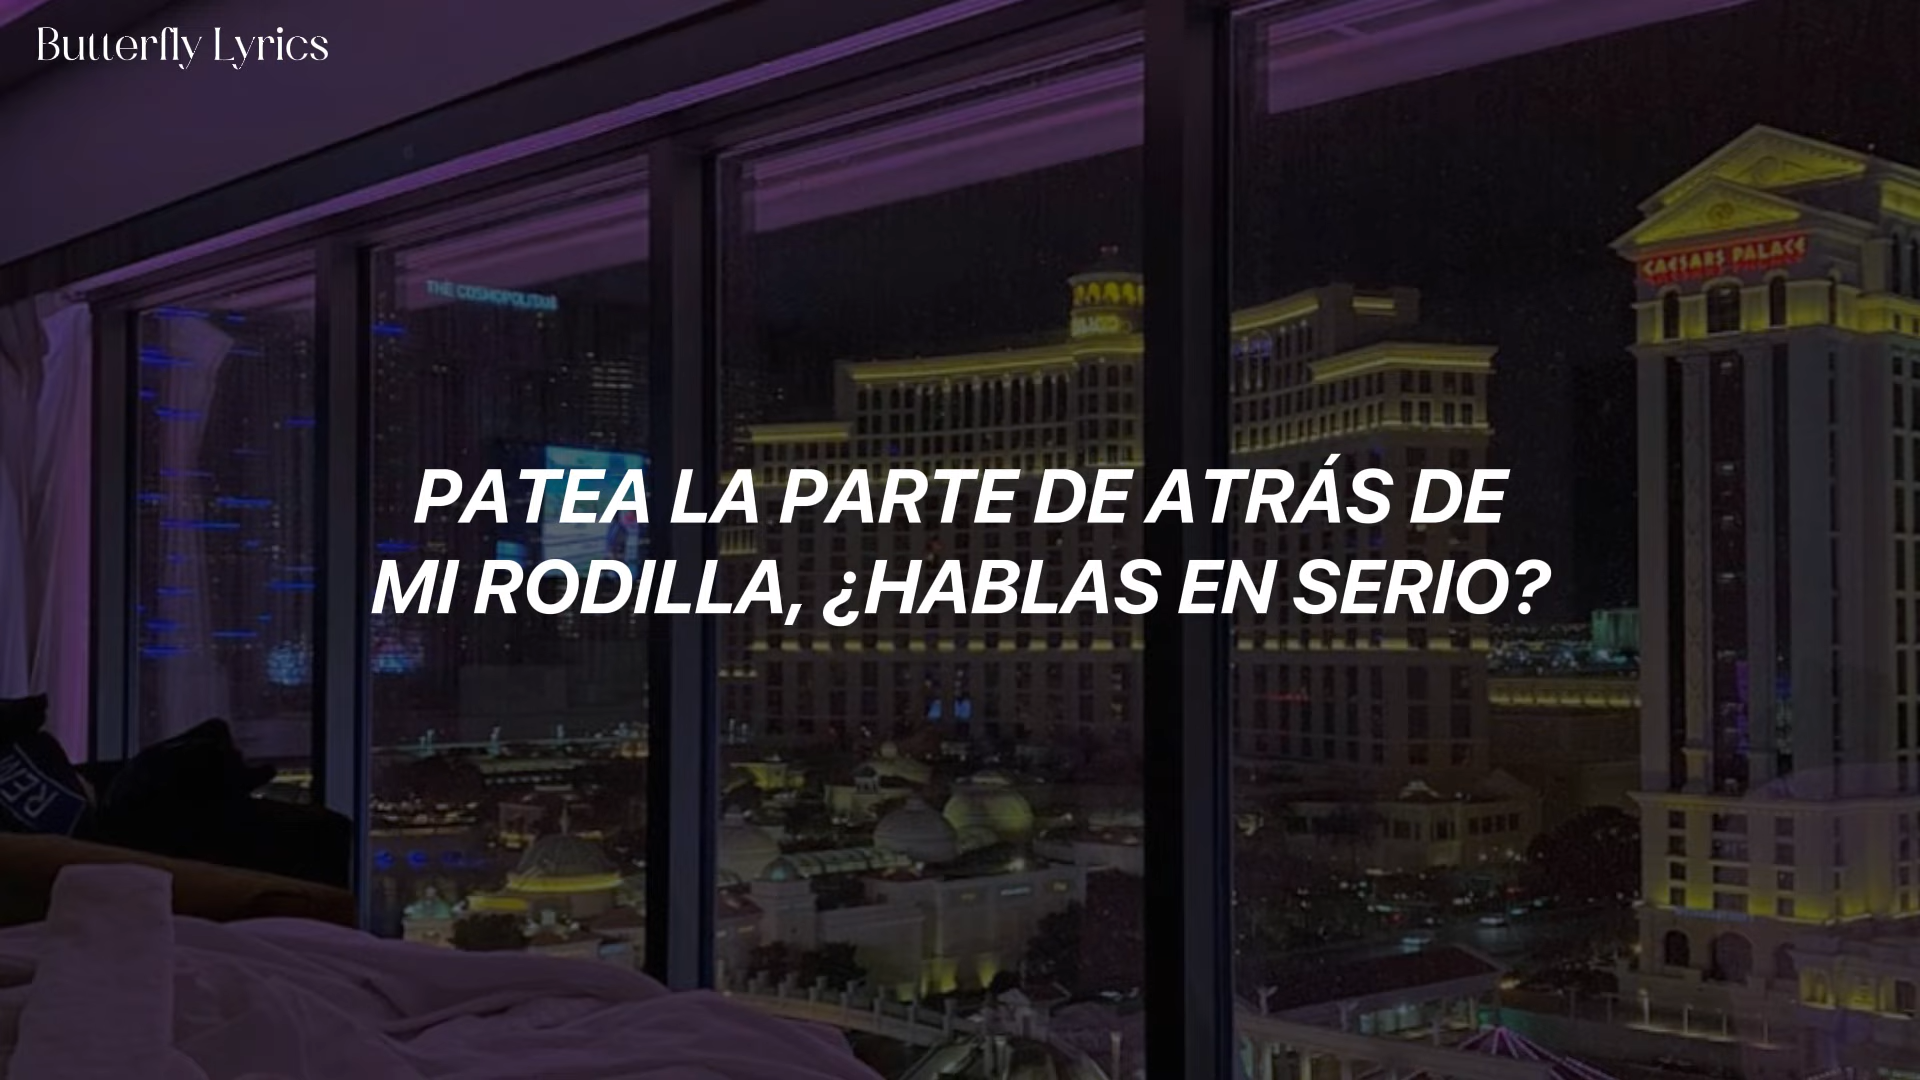 Butterfly Lyrics
THE COSMOPOLITAN
CAESARS PALACE
PATEA LA PARTE DE ATRÁS DE
MI RODILLA, ¿HABLAS EN SERIO?